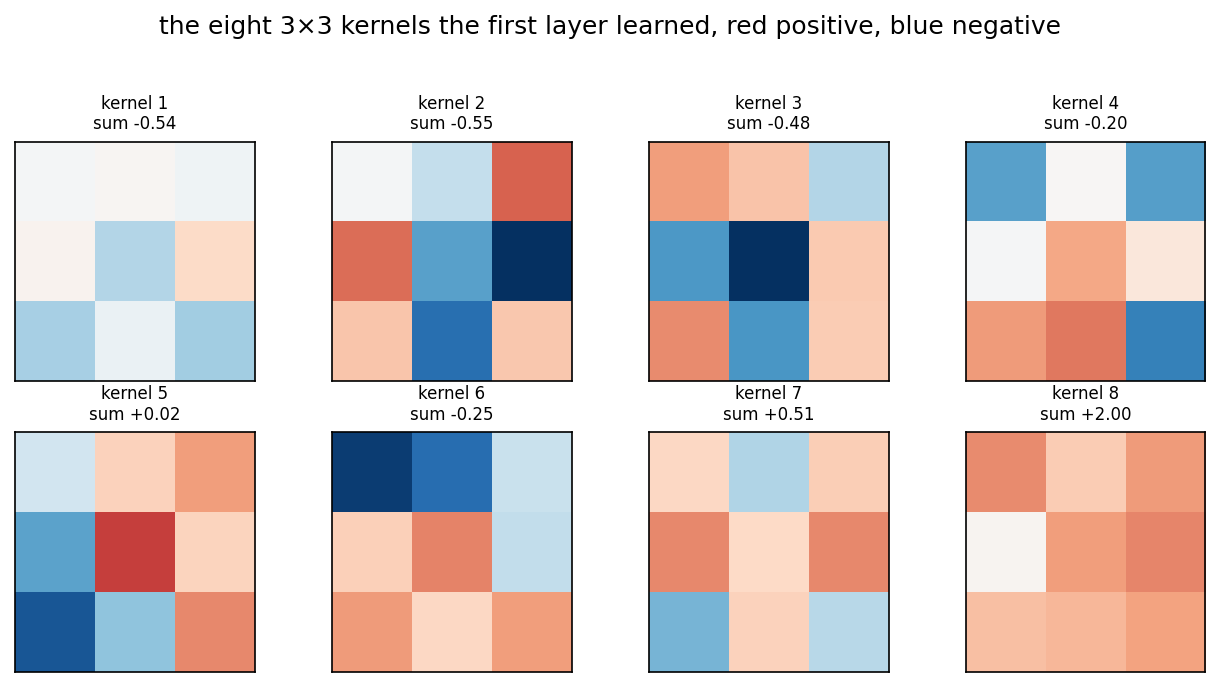 the eight 3×3 kernels the first layer learned, red positive, blue negative
kernel 1
sum -0.54
kernel 2
sum -0.55
kernel 3
sum -0.48
kernel 4
sum -0.20
kernel 5
sum +0.02
kernel 6
sum -0.25
kernel 7
sum +0.51
kernel 8
sum +2.00